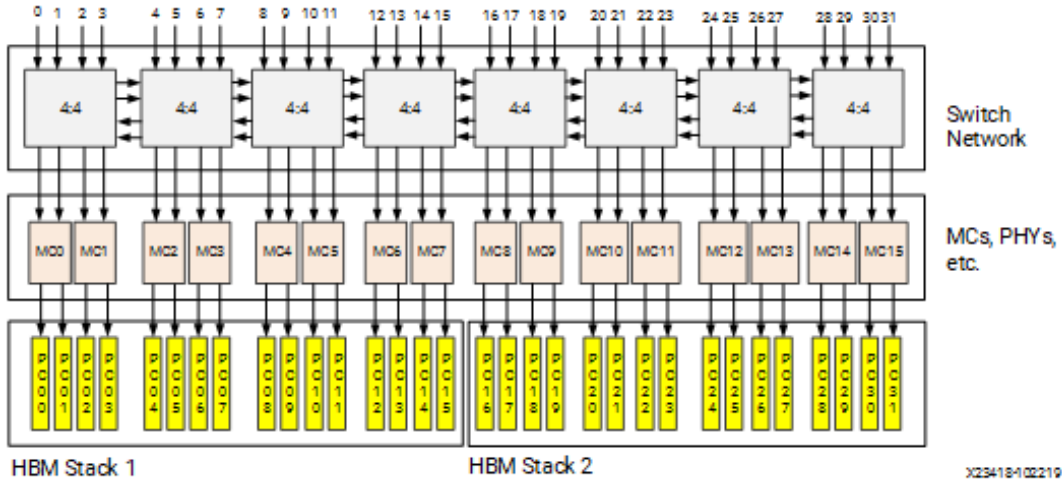 0 1 2 3 4 5 6 7 8 9 10 11 12 13 14 15 16 17 18 19 20 21 22 23 24 25 26 27 28 29 30 31
4:4 4:4 4:4 4:4 4:4 4:4 4:4 4:4
Switch
Network
MC0 MC1 MC2 MC3 MC4 MC5 MC6 MC7 MC8 MC9 MC10 MC11 MC12 MC13 MC14 MC15
MCs, PHYs,
etc.
PC00 PC01 PC02 PC03 PC04 PC05 PC06 PC07 PC08 PC09 PC10 PC11 PC12 PC13 PC14 PC15 PC16 PC17 PC18 PC19 PC20 PC21 PC22 PC23 PC24 PC25 PC26 PC27 PC28 PC29 PC30 PC31
HBM Stack 1 HBM Stack 2
X23418-102219